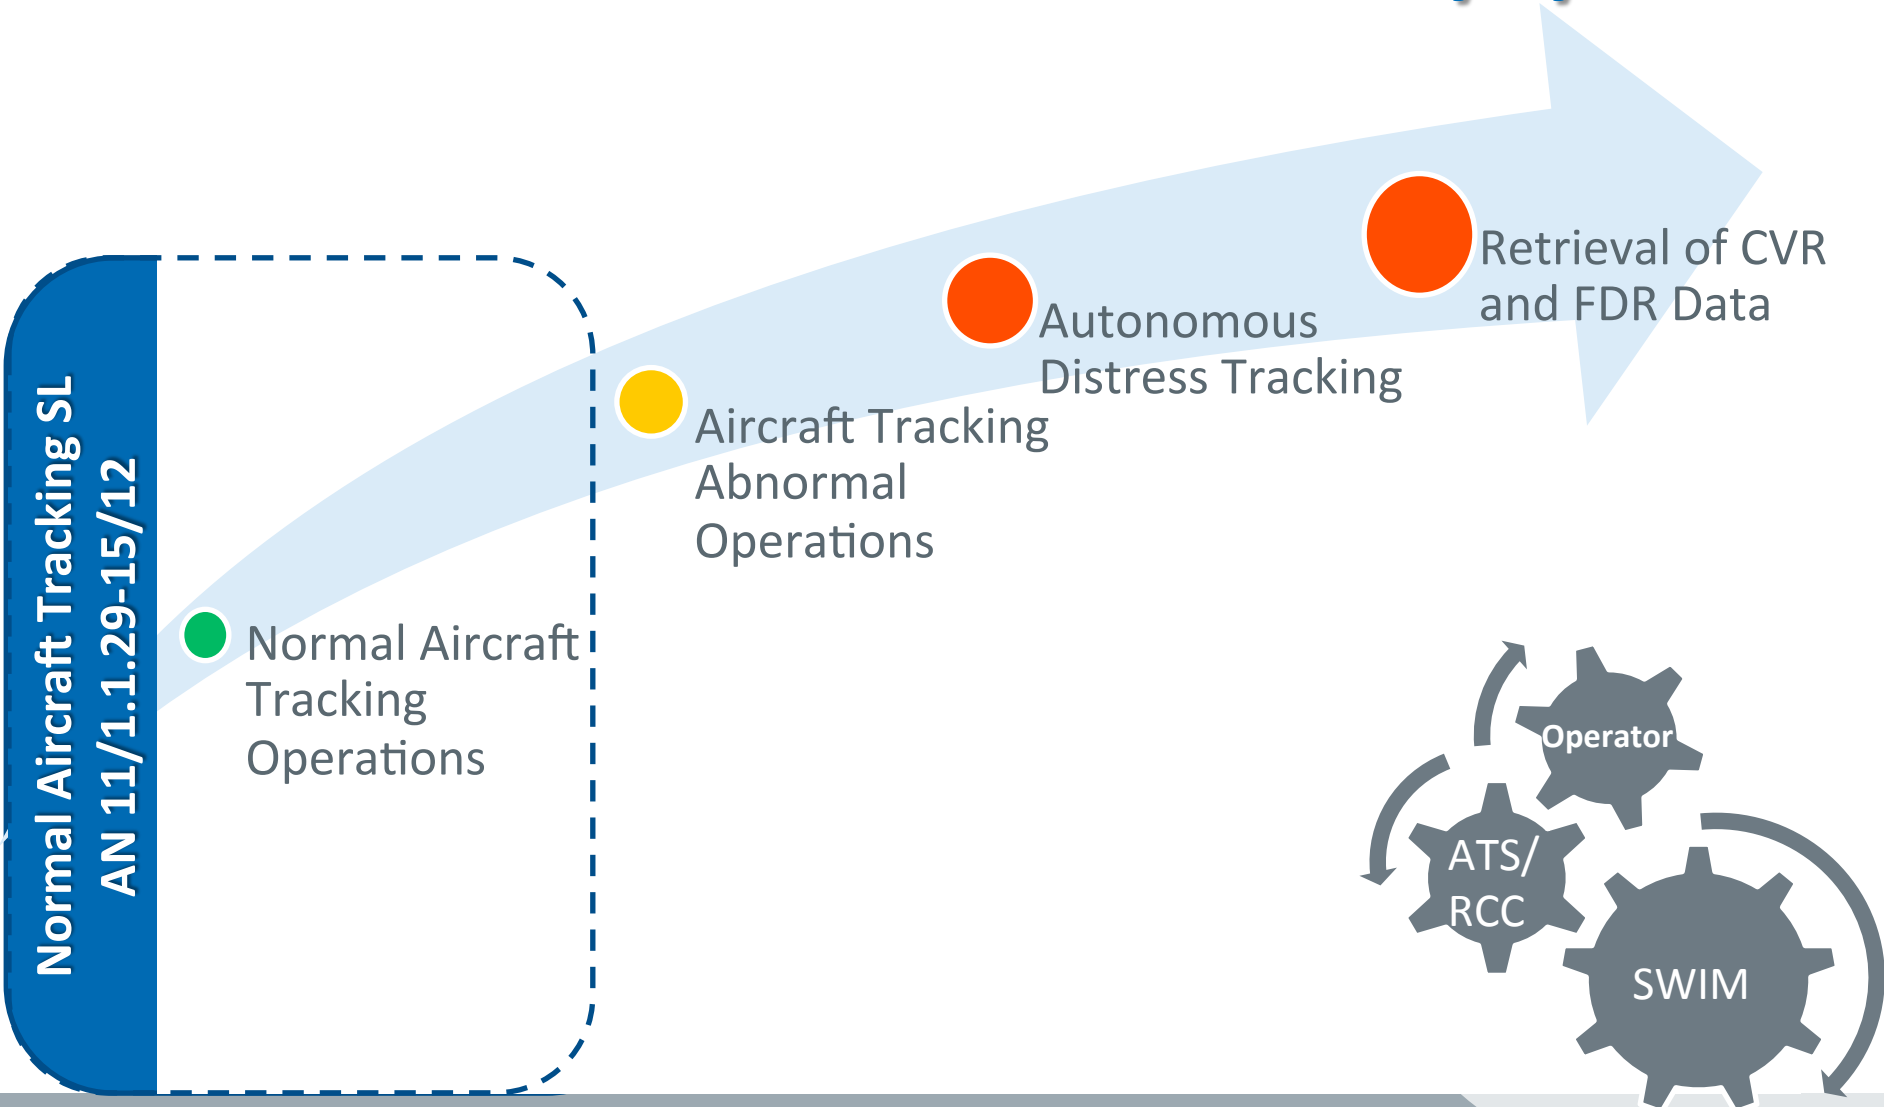 Normal Aircraft Tracking SL
AN 11/1.1.29-15/12
Normal Aircraft
Tracking
Operations
Aircraft Tracking
Abnormal
Operations
Autonomous
Distress Tracking
Retrieval of CVR
and FDR Data
Operator
ATS/
RCC
SWIM